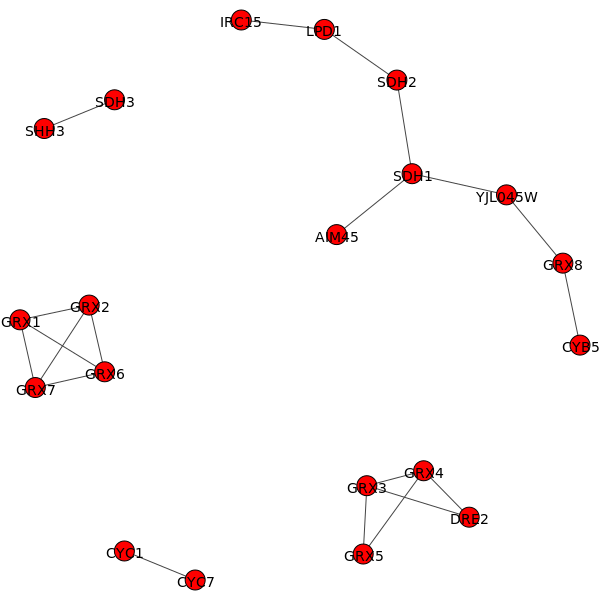 IRC15
LPD1
SDH2
SDH3
SHH3
SDH1
YJL045W
AIM45
GRX8
GRX2
GRX1
CYB5
GRX6
GRX7
GRX4
GRX3
DRE2
CYC1
GRX5
CYC7